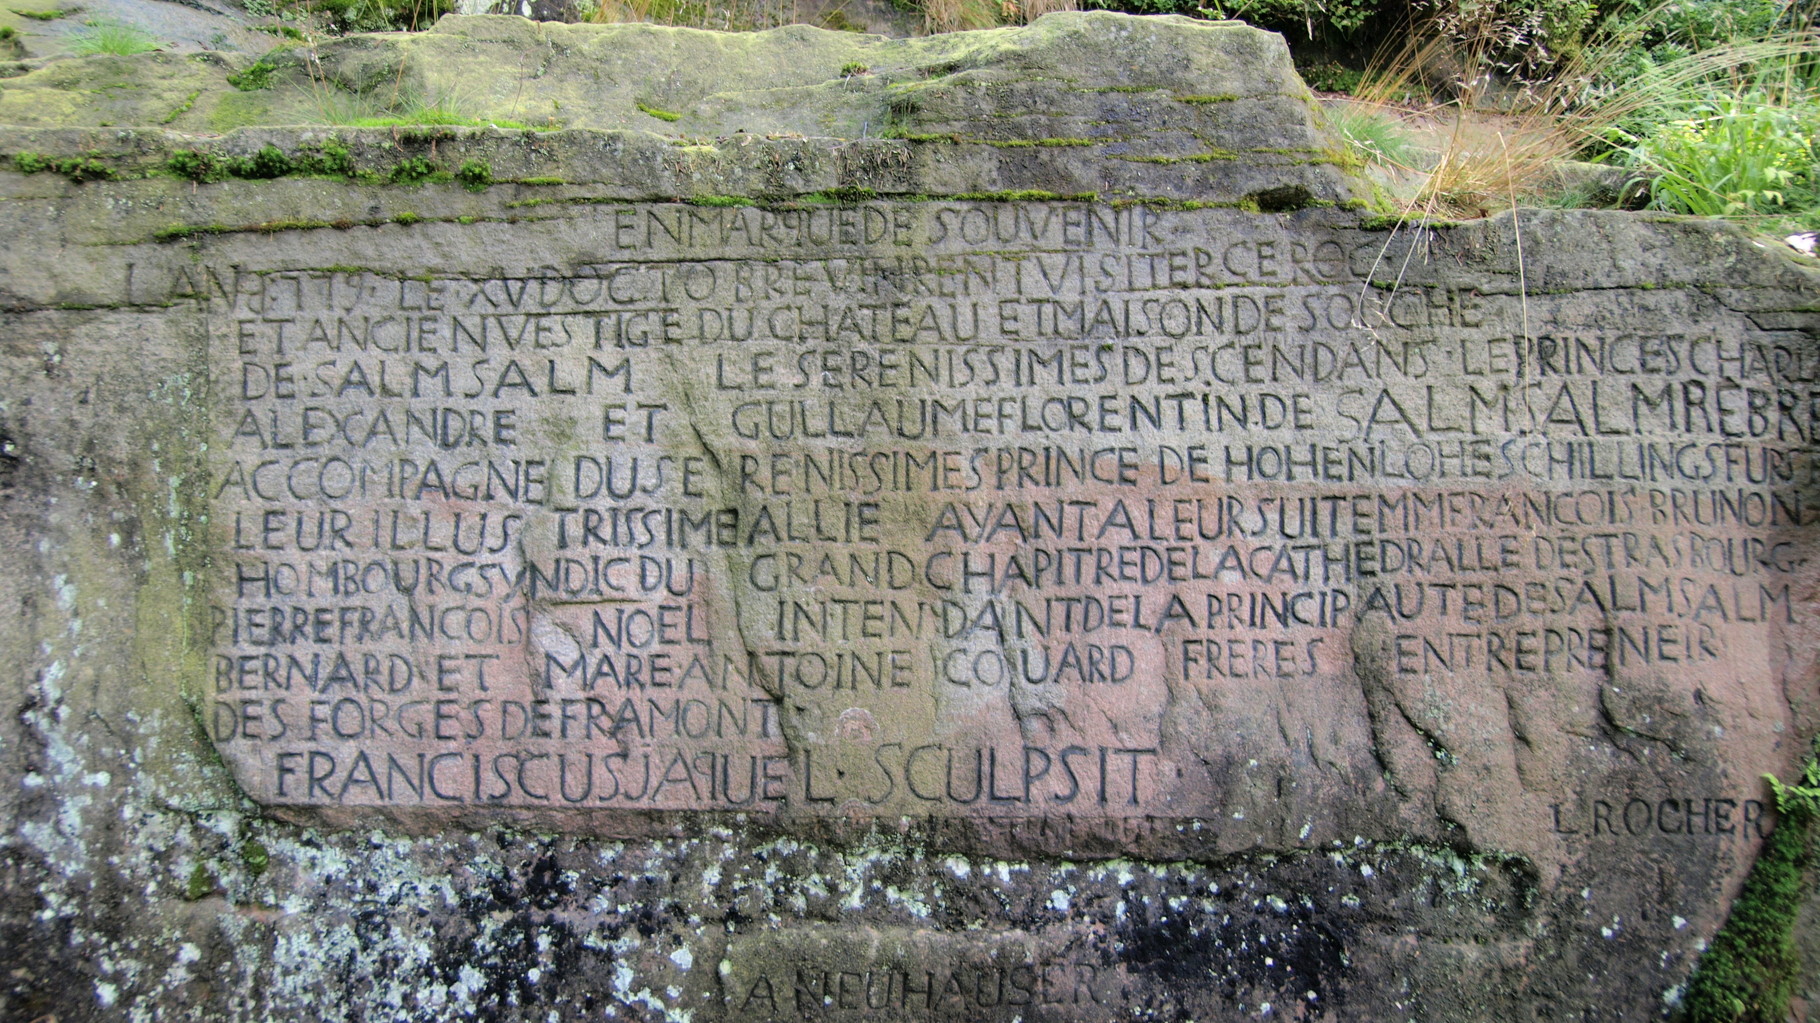 EN MARQUE DE SOUVENIR
L'AN 1779 LE XV D'OCTOBRE VINRENT VISITER CE ROC
ET ANCIEN VESTIGE DU CHATEAU ET MAISON DE SOUCHE
DE SALM SALM LE SERENISSIMES DESCENDANS LE PRINCES CHARLE
ALEXANDRE ET GULLAUME FLORENTIN DE SALM SALM REBRE
ACCOMPAGNE DU SERENISSIMES PRINCE DE HOHENLOHE SCHILLINGSFURST
LEUR ILLUSTRISSIME ALLIE AYANT A LEUR SUITE MM FRANCOIS BRUNON
HOMBOURG SYNDIC DU GRAND CHAPITRE DE LA CATHEDRALLE DE STRASBOURG
PIERRE FRANCOIS NOEL INTENDANT DE LA PRINCIPAUTE DE SALM SALM
BERNARD ET MARE ANTOINE COUARD FRERES ENTREPRENEIR
DES FORGES DE FRAMONT
FRANCISCUS JAQUEL SCULPSIT
L. ROCHER
A NEUHAUSER